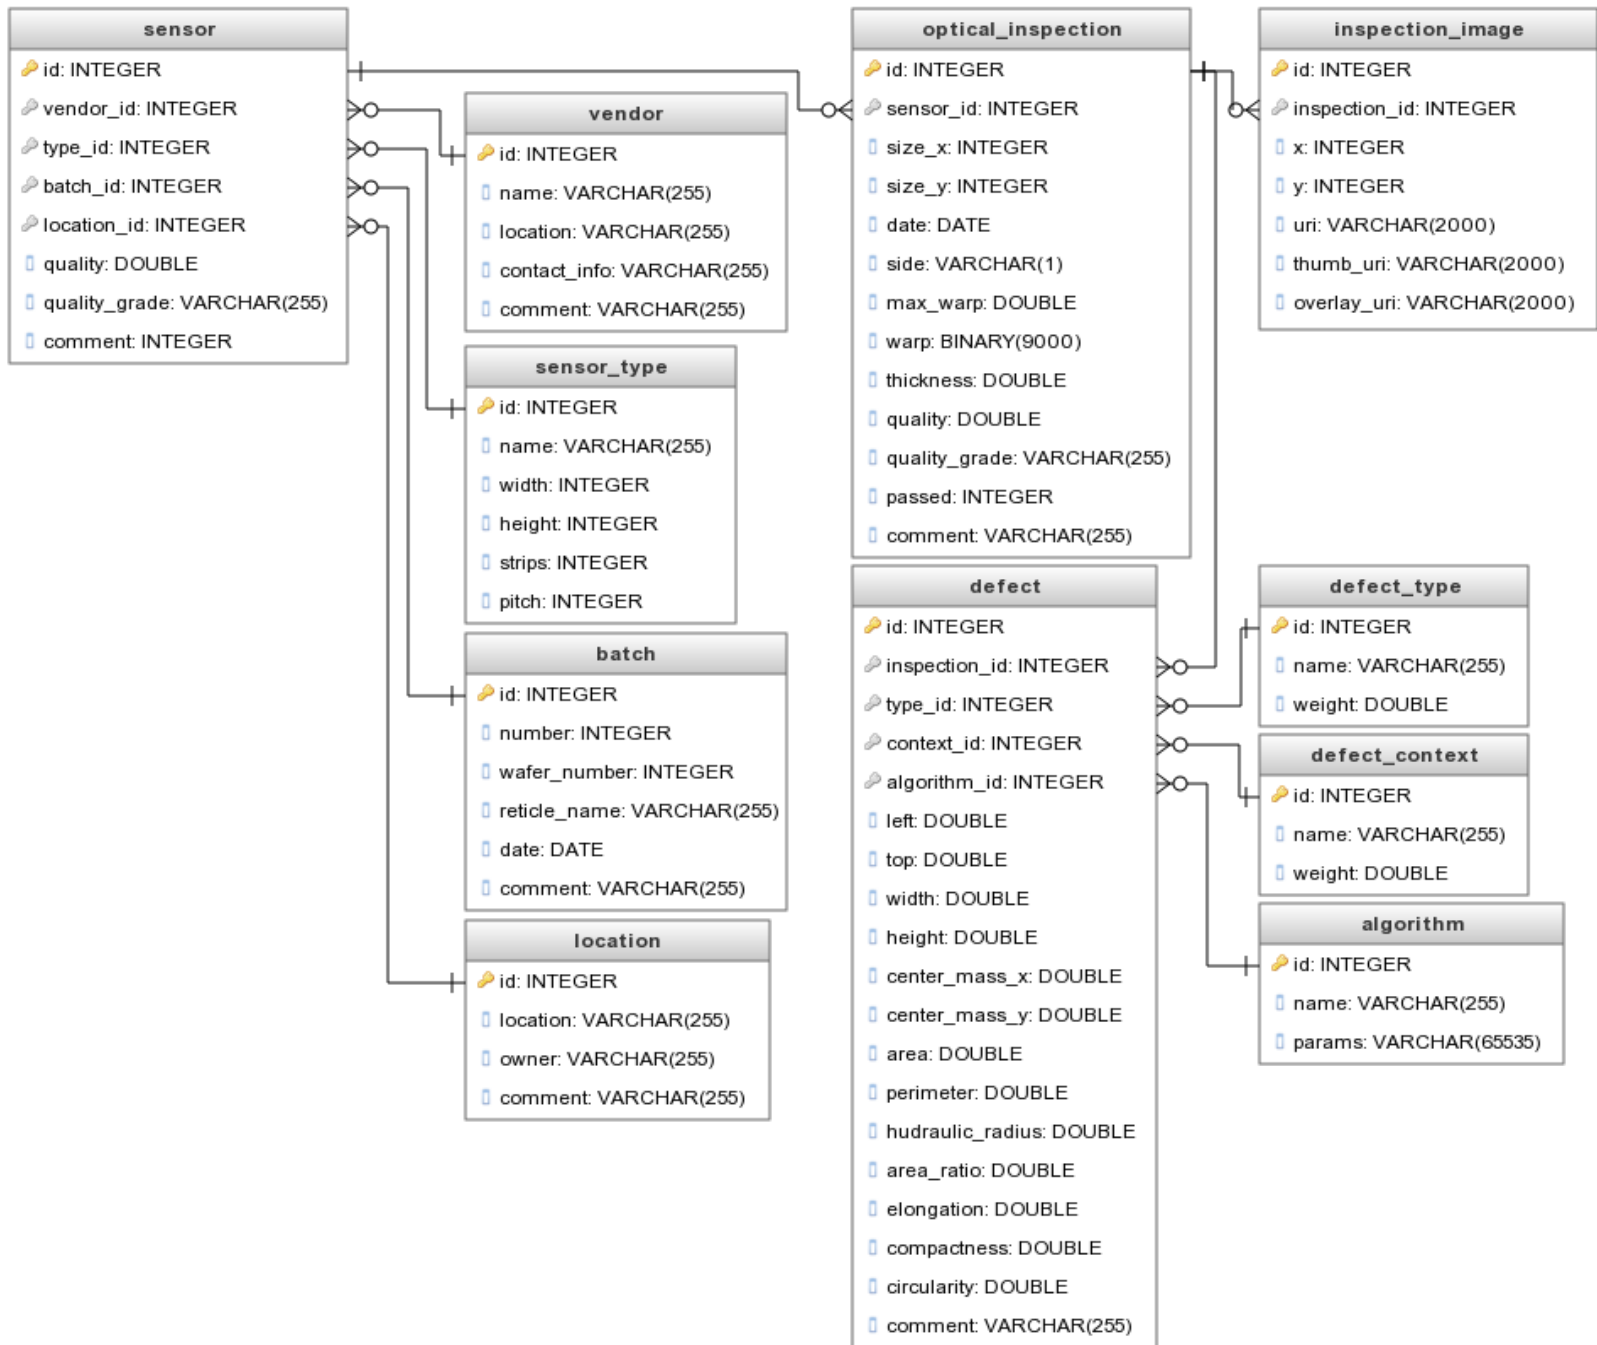 sensor
id: INTEGER
vendor_id: INTEGER
type_id: INTEGER
batch_id: INTEGER
location_id: INTEGER
quality: DOUBLE
quality_grade: VARCHAR(255)
comment: INTEGER
vendor
id: INTEGER
name: VARCHAR(255)
location: VARCHAR(255)
contact_info: VARCHAR(255)
comment: VARCHAR(255)
sensor_type
id: INTEGER
name: VARCHAR(255)
width: INTEGER
height: INTEGER
strips: INTEGER
pitch: INTEGER
batch
id: INTEGER
number: INTEGER
wafer_number: INTEGER
reticle_name: VARCHAR(255)
date: DATE
comment: VARCHAR(255)
location
id: INTEGER
location: VARCHAR(255)
owner: VARCHAR(255)
comment: VARCHAR(255)
optical_inspection
id: INTEGER
sensor_id: INTEGER
size_x: INTEGER
size_y: INTEGER
date: DATE
side: VARCHAR(1)
max_warp: DOUBLE
warp: BINARY(9000)
thickness: DOUBLE
quality: DOUBLE
quality_grade: VARCHAR(255)
passed: INTEGER
comment: VARCHAR(255)
defect
id: INTEGER
inspection_id: INTEGER
type_id: INTEGER
context_id: INTEGER
algorithm_id: INTEGER
left: DOUBLE
top: DOUBLE
width: DOUBLE
height: DOUBLE
center_mass_x: DOUBLE
center_mass_y: DOUBLE
area: DOUBLE
perimeter: DOUBLE
hudraulic_radius: DOUBLE
area_ratio: DOUBLE
elongation: DOUBLE
compactness: DOUBLE
circularity: DOUBLE
comment: VARCHAR(255)
inspection_image
id: INTEGER
inspection_id: INTEGER
x: INTEGER
y: INTEGER
uri: VARCHAR(2000)
thumb_uri: VARCHAR(2000)
overlay_uri: VARCHAR(2000)
defect_type
id: INTEGER
name: VARCHAR(255)
weight: DOUBLE
defect_context
id: INTEGER
name: VARCHAR(255)
weight: DOUBLE
algorithm
id: INTEGER
name: VARCHAR(255)
params: VARCHAR(65535)